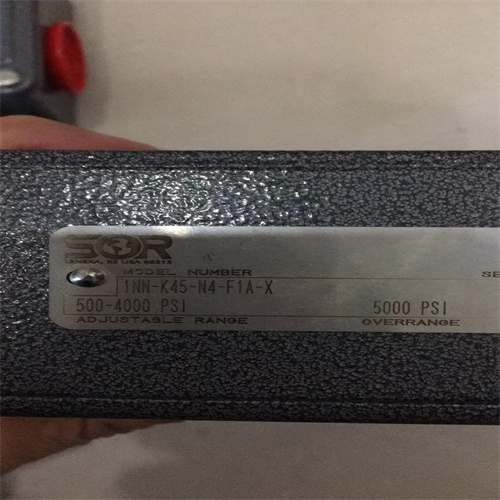 SOR
LENEXA, KS USA 66215
MODEL NUMBER
SE
1NN-K45-N4-F1A-X
500-4000 PSI 5000 PSI
ADJUSTABLE RANGE OVERRANGE